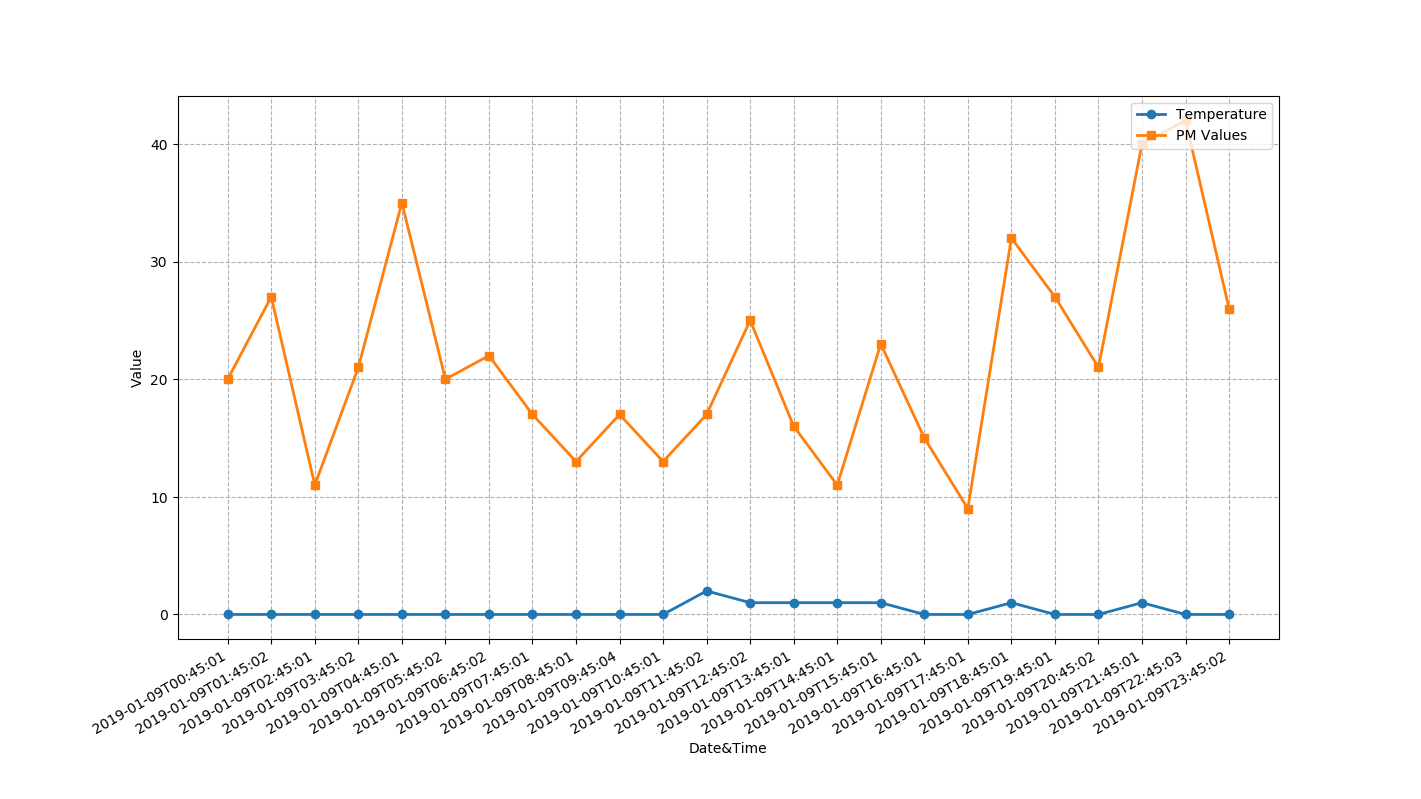 Temperature
PM Values
40
30
20
10
0
Value
2019-01-09T00:45:01
2019-01-09T01:45:02
2019-01-09T02:45:01
2019-01-09T03:45:02
2019-01-09T04:45:01
2019-01-09T05:45:02
2019-01-09T06:45:02
2019-01-09T07:45:01
2019-01-09T08:45:01
2019-01-09T09:45:04
2019-01-09T10:45:01
2019-01-09T11:45:02
2019-01-09T12:45:02
2019-01-09T13:45:01
2019-01-09T14:45:01
2019-01-09T15:45:01
2019-01-09T16:45:01
2019-01-09T17:45:01
2019-01-09T18:45:01
2019-01-09T19:45:01
2019-01-09T20:45:02
2019-01-09T21:45:01
2019-01-09T22:45:03
2019-01-09T23:45:02
Date&Time